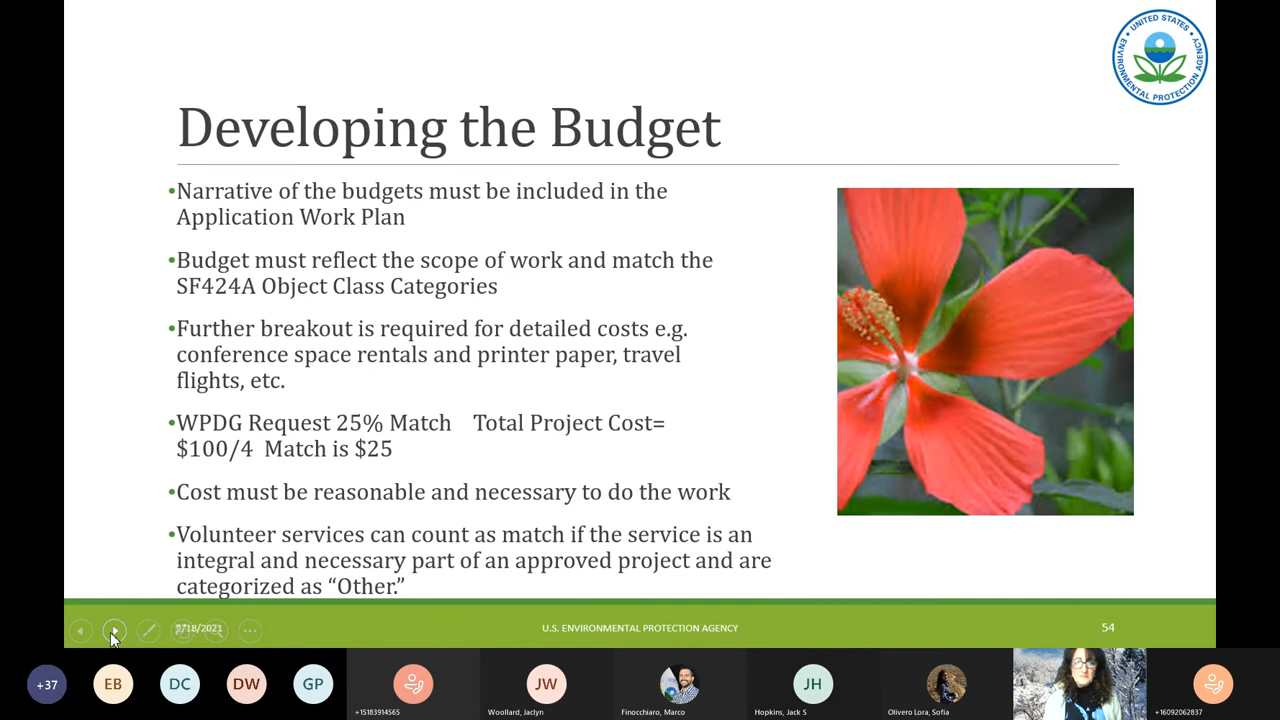 UNITED STATES
ENVIRONMENTAL PROTECTION AGENCY
Developing the Budget
•Narrative of the budgets must be included in the
Application Work Plan
•Budget must reflect the scope of work and match the
SF424A Object Class Categories
•Further breakout is required for detailed costs e.g.
conference space rentals and printer paper, travel
flights, etc.
•WPDG Request 25% Match    Total Project Cost=
$100/4  Match is $25
•Cost must be reasonable and necessary to do the work
•Volunteer services can count as match if the service is an
integral and necessary part of an approved project and are
categorized as “Other.”
/18/2021
U.S. ENVIRONMENTAL PROTECTION AGENCY
54
+37
EB
DC
DW
GP
JW
JH
+15183914565
Woollard, Jaclyn
Finocchiaro, Marco
Hopkins, Jack S
Olivero Lora, Sofia
+16092062837